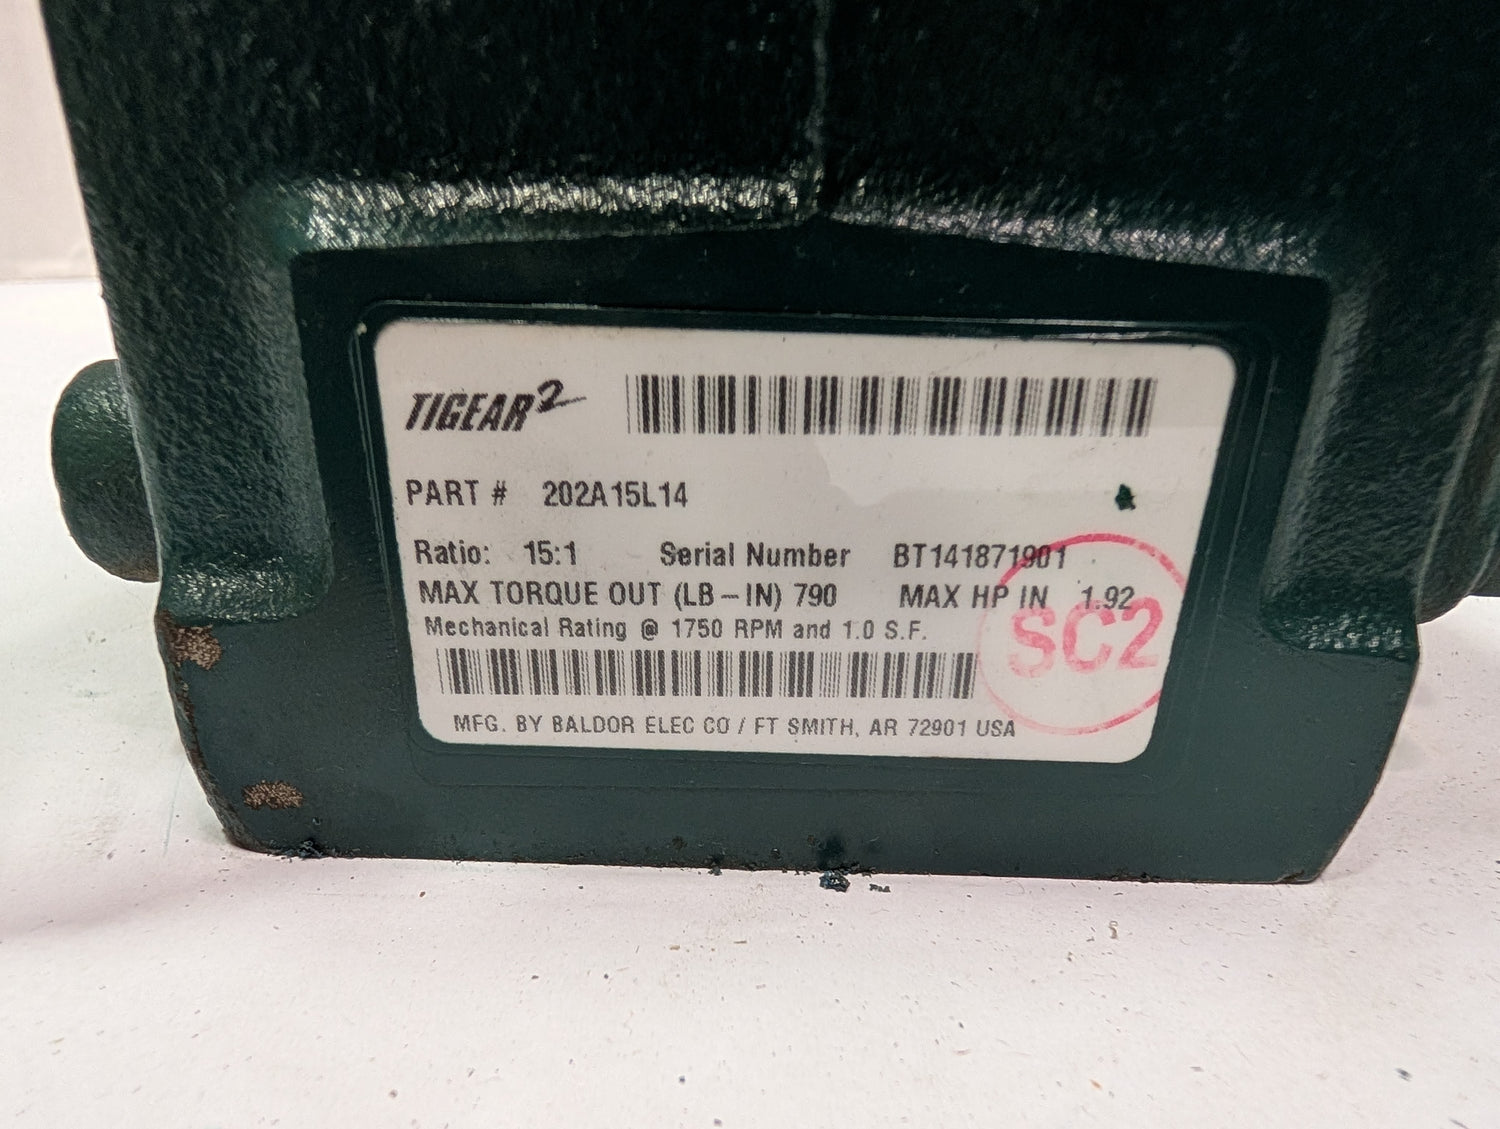 TIGEAR2
PART # 202A15L14
Ratio: 15:1 Serial Number BT141871901
MAX TORQUE OUT (LB-IN) 790 MAX HP IN 1.92
Mechanical Rating @ 1750 RPM and 1.0 S.F.
SC2
MFG. BY BALDOR ELEC CO / FT SMITH, AR 72901 USA